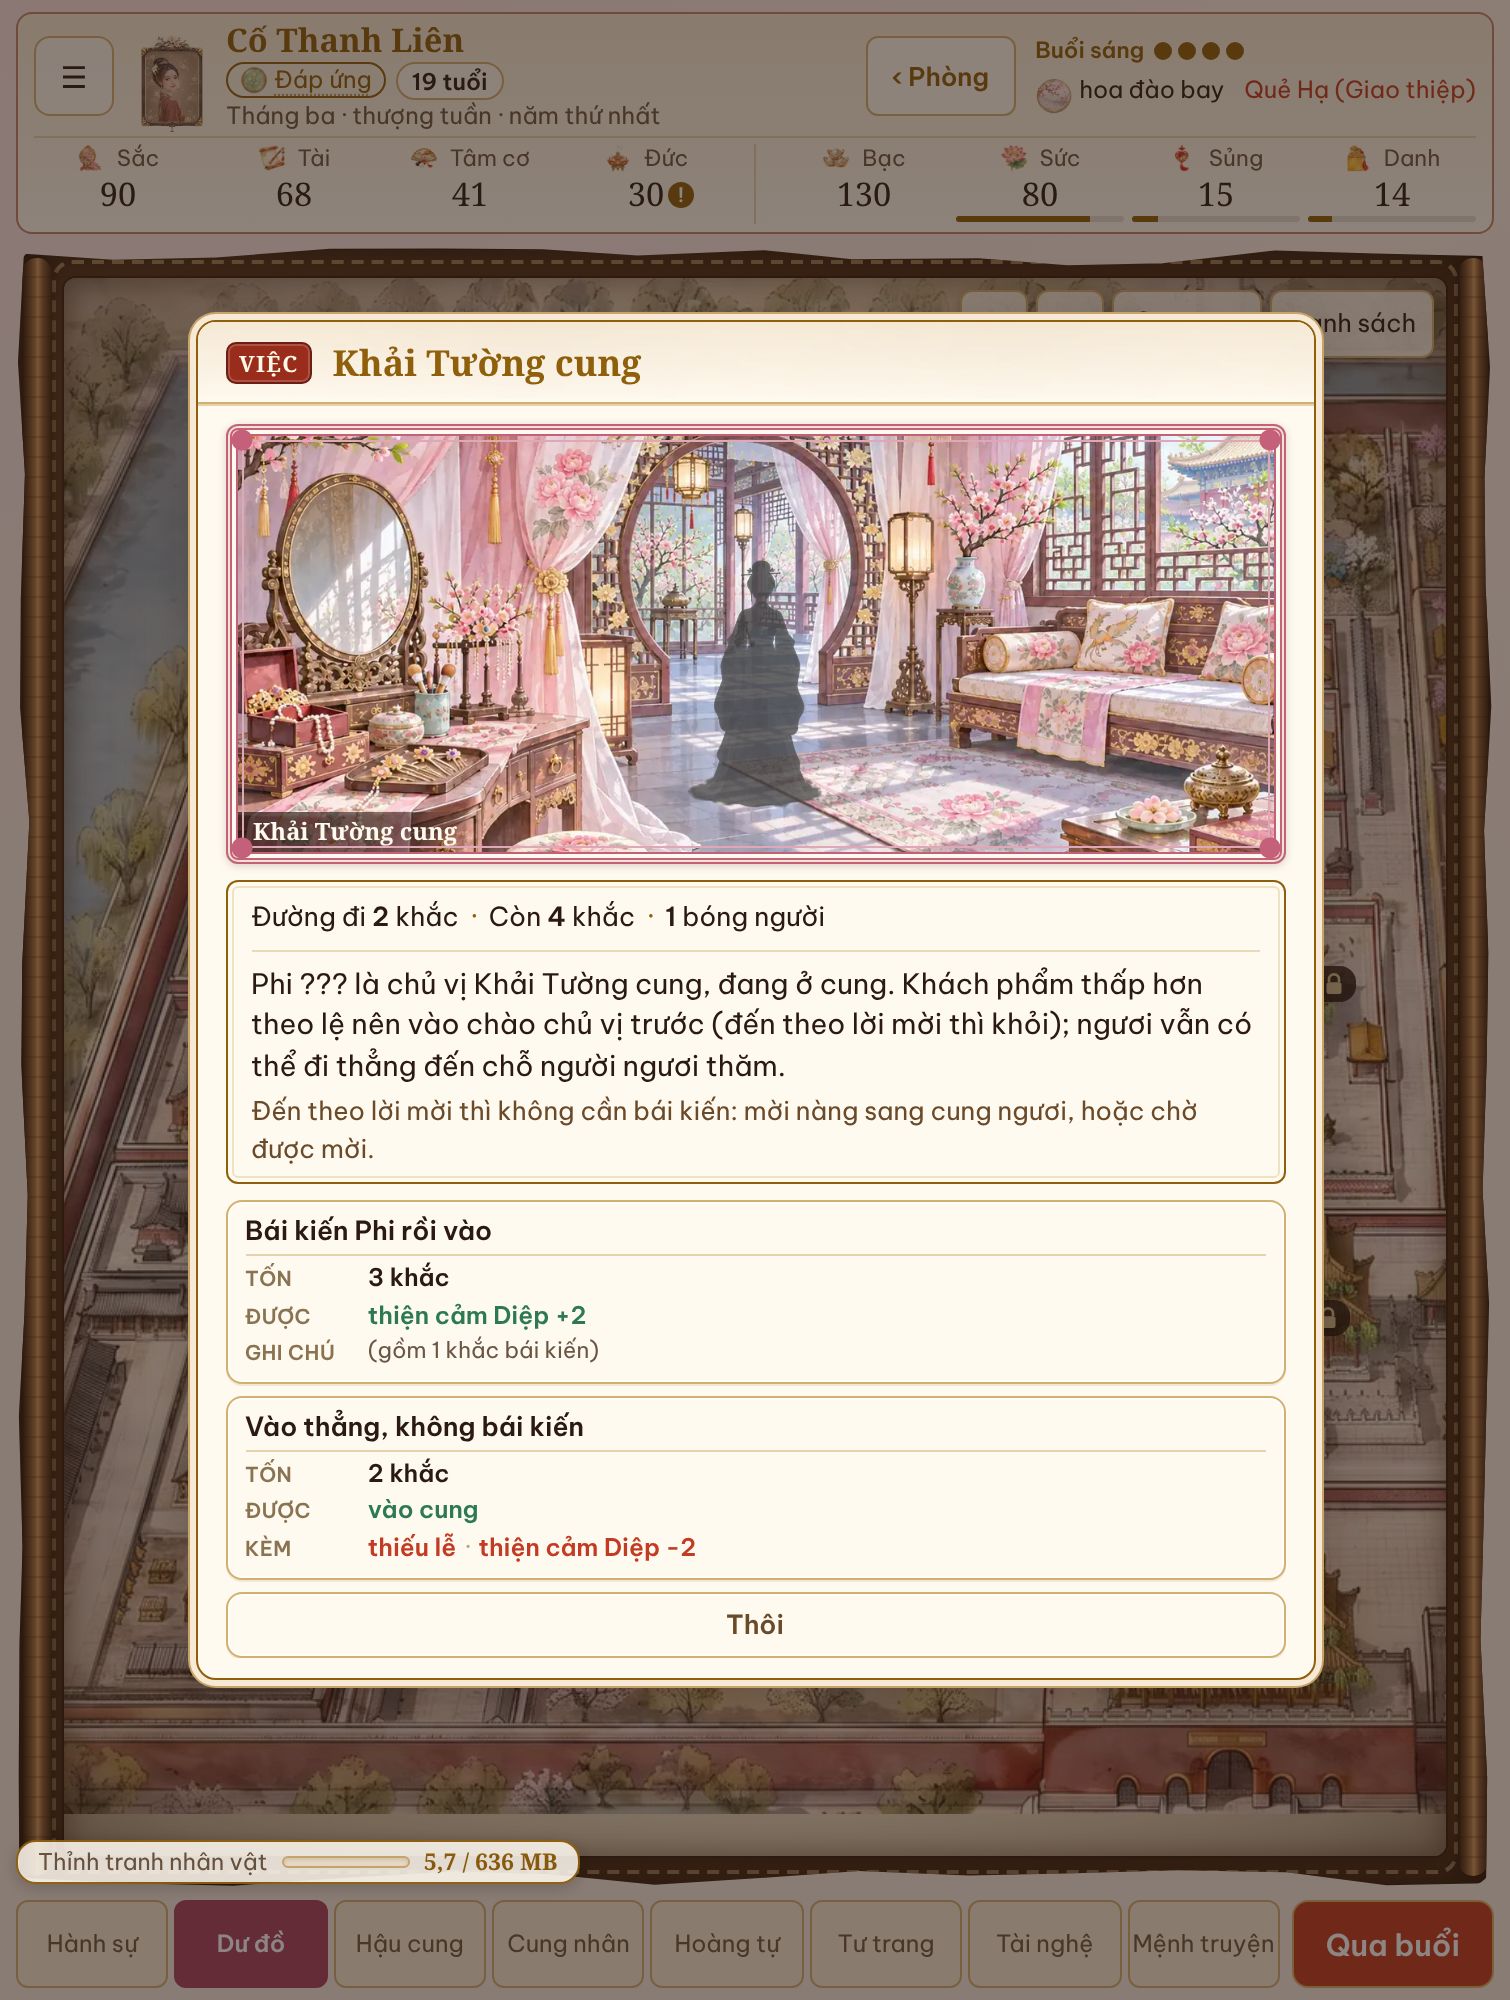 Cố Thanh Liên
Đáp ứng 19 tuổi
Tháng ba · thượng tuần · năm thứ nhất
‹ Phòng
Buổi sáng
hoa đào bay Quẻ Hạ (Giao thiệp)
Sắc Tài Tâm cơ Đức Bạc Sức Sủng Danh
90 68 41 30 ! 130 80 15 14
sách
VIỆC Khải Tường cung
Khải Tường cung
Đường đi 2 khắc · Còn 4 khắc · 1 bóng người
Phi ??? là chủ vị Khải Tường cung, đang ở cung. Khách phẩm thấp hơn
theo lệ nên vào chào chủ vị trước (đến theo lời mời thì khỏi); ngươi vẫn có
thể đi thẳng đến chỗ người ngươi thăm.
Đến theo lời mời thì không cần bái kiến: mời nàng sang cung ngươi, hoặc chờ
được mời.
Bái kiến Phi rồi vào
TỐN 3 khắc
ĐƯỢC thiện cảm Diệp +2
GHI CHÚ (gồm 1 khắc bái kiến)
Vào thẳng, không bái kiến
TỐN 2 khắc
ĐƯỢC vào cung
KÈM thiếu lễ · thiện cảm Diệp -2
Thôi
Thỉnh tranh nhân vật 5,7 / 636 MB
Hành sự Dư đồ Hậu cung Cung nhân Hoàng tự Tư trang Tài nghệ Mệnh truyện Qua buổi